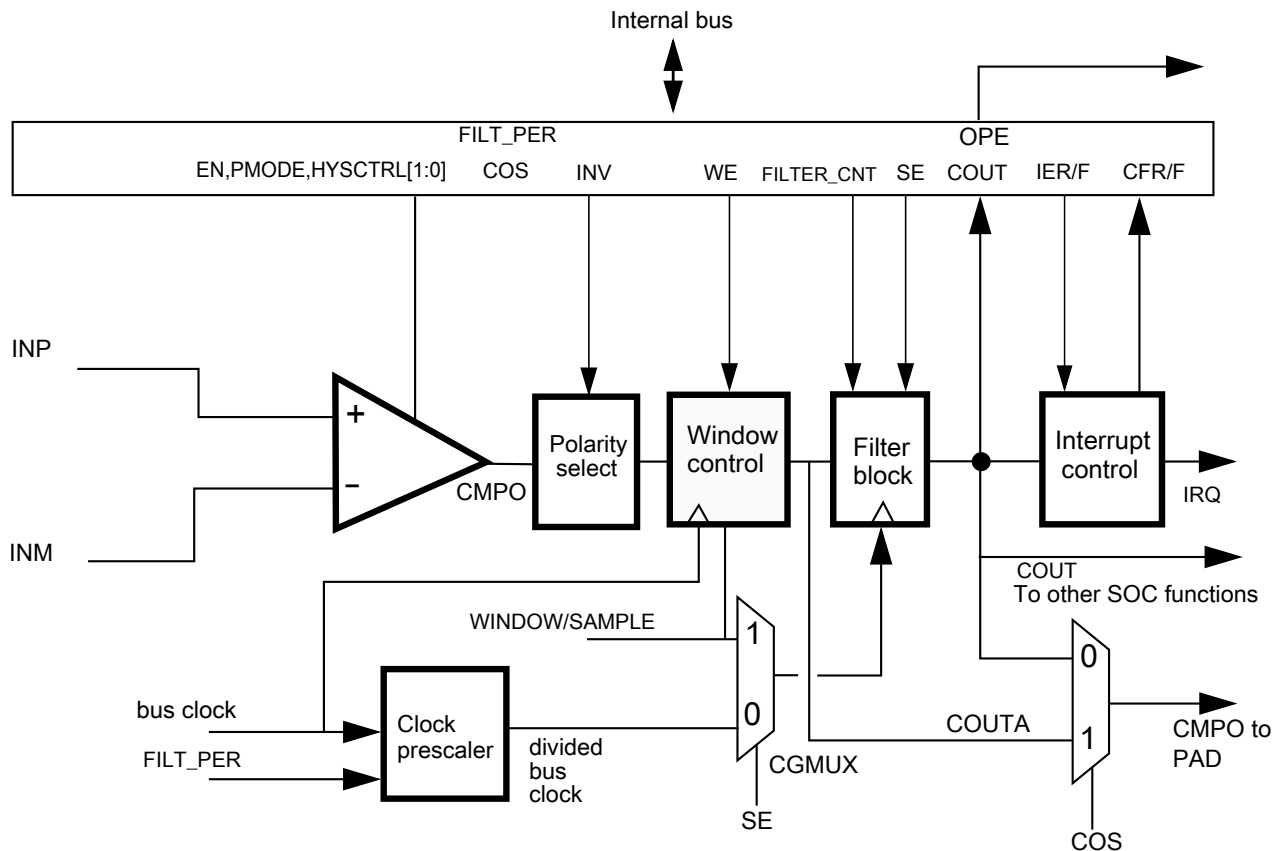 Internal bus
FILT_PER
OPE
EN,PMODE,HYSCTRL[1:0]
COS
INV
WE
FILTER_CNT
SE
COUT
IER/F
CFR/F
INP
+
−
INM
CMPO
Polarity
select
Window
control
Filter
block
Interrupt
control
IRQ
COUT
To other SOC functions
WINDOW/SAMPLE
1
0
bus clock
FILT_PER
Clock
prescaler
divided
bus
clock
CGMUX
SE
COUTA
0
1
CMPO to
PAD
COS